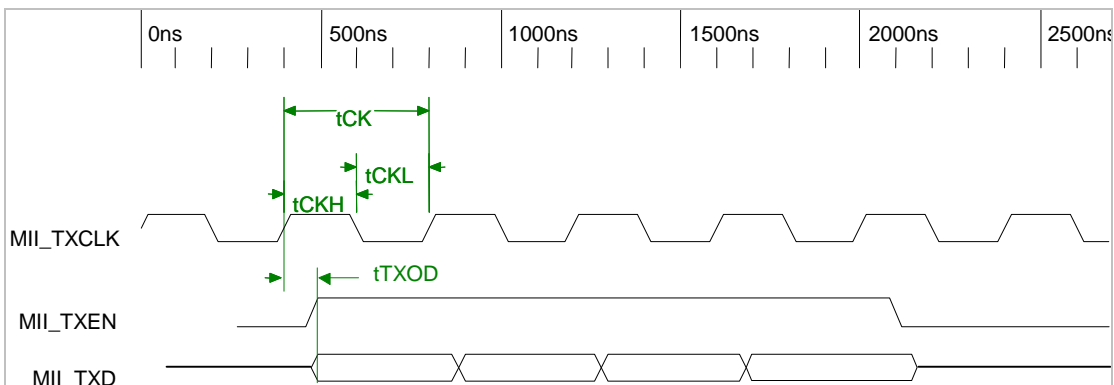 0ns 500ns 1000ns 1500ns 2000ns 2500ns
tCK
tCKL
tCKH
MII_TXCLK
tTXOD
MII_TXEN
MII_TXD